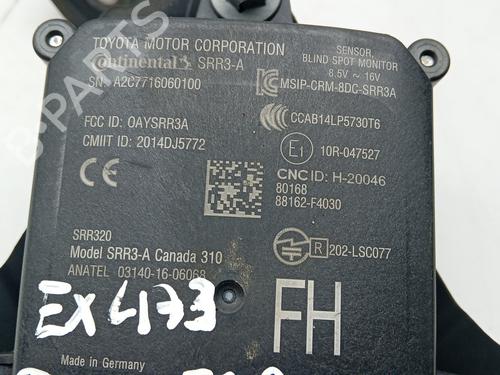 TOYOTA MOTOR CORPORATION
Continental SRR3-A
SN: A2C7716060100
SENSOR,
BLIND SPOT MONITOR
8.5V ~ 16V
MSIP-CRM-8DC-SRR3A
FCC ID: OAYSRR3A
CMIIT ID: 2014DJ5772
CCAB14LP5730T6
E1 10R-047527
CE
CNC ID: H-20046
80168
88162-F4030
SRR320
Model SRR3-A Canada 310
ANATEL 03140-16-06068
R 202-LSC077
EX473
FH
Made in Germany
B-Parts